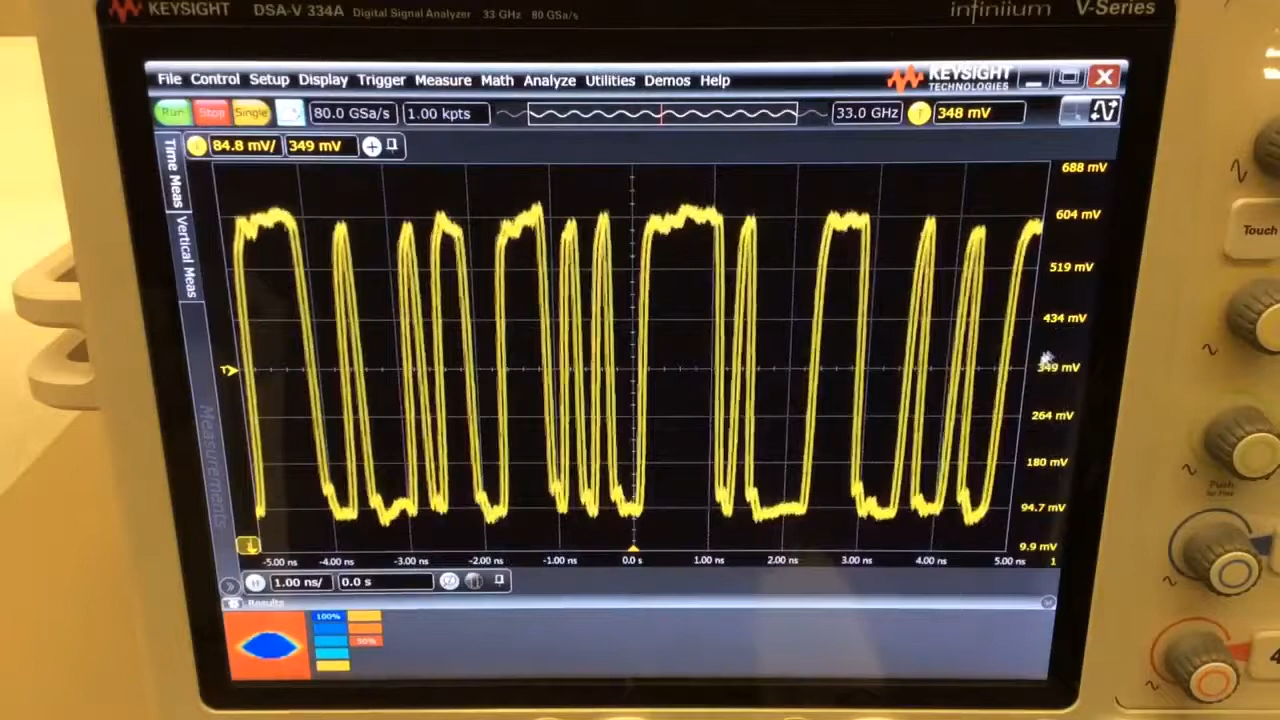 KEYSIGHT DSA-V 334A Digital Signal Analyzer 33 GHz 80 GSa/s infiniium V-Series
File Control Setup Display Trigger Measure Math Analyze Utilities Demos Help KEYSIGHT TECHNOLOGIES
Run Stop Single 80.0 GSa/s 1.00 kpts 33.0 GHz T 348 mV
84.8 mV/ 349 mV
Time Meas
Vertical Meas
Measurements
688 mV
604 mV
519 mV
434 mV
349 mV
264 mV
180 mV
94.7 mV
9.9 mV
T
-5.00 ns -4.00 ns -3.00 ns -2.00 ns -1.00 ns 0.0 s 1.00 ns 2.00 ns 3.00 ns 4.00 ns 5.00 ns 1
H 1.00 ns/ 0.0 s
Results
100%
50%
Touch
Push
4